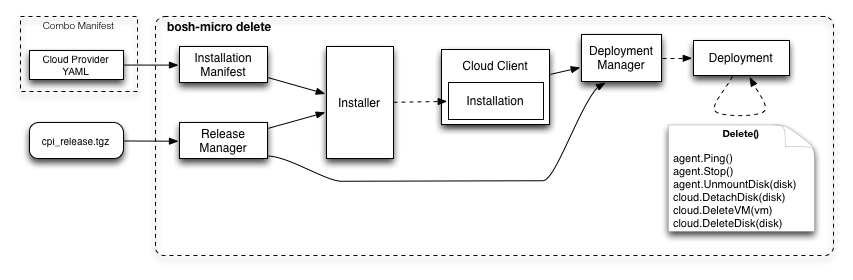 Combo Manifest
Cloud Provider
YAML
cpi_release.tgz
bosh-micro delete
Installation
Manifest
Release
Manager
Installer
Cloud Client
Installation
Deployment
Manager
Deployment
Delete()
agent.Ping()
agent.Stop()
agent.UnmountDisk(disk)
cloud.DetachDisk(disk)
cloud.DeleteVM(vm)
cloud.DeleteDisk(disk)